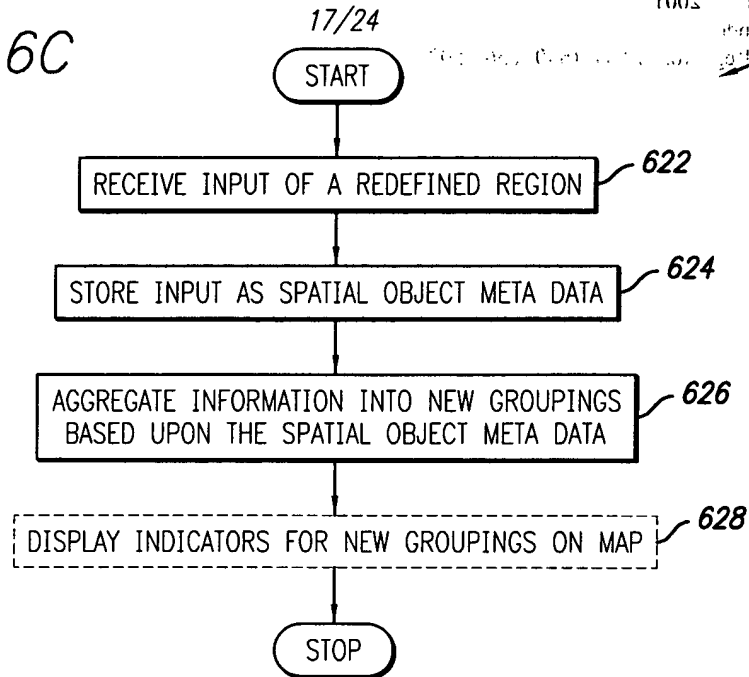 17/24
6C
START
RECEIVE INPUT OF A REDEFINED REGION
622
STORE INPUT AS SPATIAL OBJECT META DATA
624
AGGREGATE INFORMATION INTO NEW GROUPINGS
BASED UPON THE SPATIAL OBJECT META DATA
626
DISPLAY INDICATORS FOR NEW GROUPINGS ON MAP
628
STOP